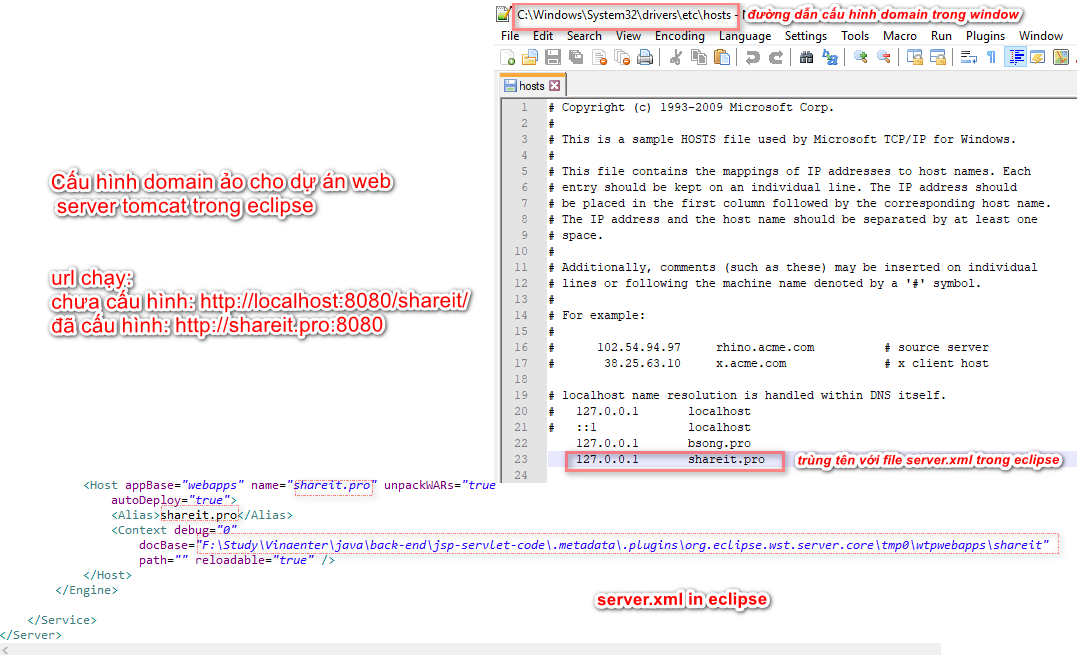 C:\Windows\System32\drivers\etc\hosts -
đường dẫn cấu hình domain trong window
File Edit Search View Encoding Language Settings Tools Macro Run Plugins Window
hosts
1 # Copyright (c) 1993-2009 Microsoft Corp.
2 #
3 # This is a sample HOSTS file used by Microsoft TCP/IP for Windows.
4 #
5 # This file contains the mappings of IP addresses to host names. Each
6 # entry should be kept on an individual line. The IP address should
7 # be placed in the first column followed by the corresponding host name.
8 # The IP address and the host name should be separated by at least one
9 # space.
10 #
11 # Additionally, comments (such as these) may be inserted on individual
12 # lines or following the machine name denoted by a '#' symbol.
13 #
14 # For example:
15 #
16 # 102.54.94.97 rhino.acme.com # source server
17 # 38.25.63.10 x.acme.com # x client host
18
19 # localhost name resolution is handled within DNS itself.
20 # 127.0.0.1 localhost
21 # ::1 localhost
22 127.0.0.1 bsong.pro
23 127.0.0.1 shareit.pro
24
trùng tên với file server.xml trong eclipse
Cấu hình domain ảo cho dự án web
server tomcat trong eclipse
url chạy:
chưa cấu hình: http://localhost:8080/shareit/
đã cấu hình: http://shareit.pro:8080
<Host appBase="webapps" name="shareit.pro" unpackWARs="true
autoDeploy="true">
<Alias>shareit.pro</Alias>
<Context debug="0"
docBase="F:\Study\Vinaenter\java\back-end\jsp-servlet-code\.metadata\.plugins\org.eclipse.wst.server.core\tmp0\wtpwebapps\shareit"
path="" reloadable="true" />
</Host>
</Engine>
</Service>
</Server>
server.xml in eclipse